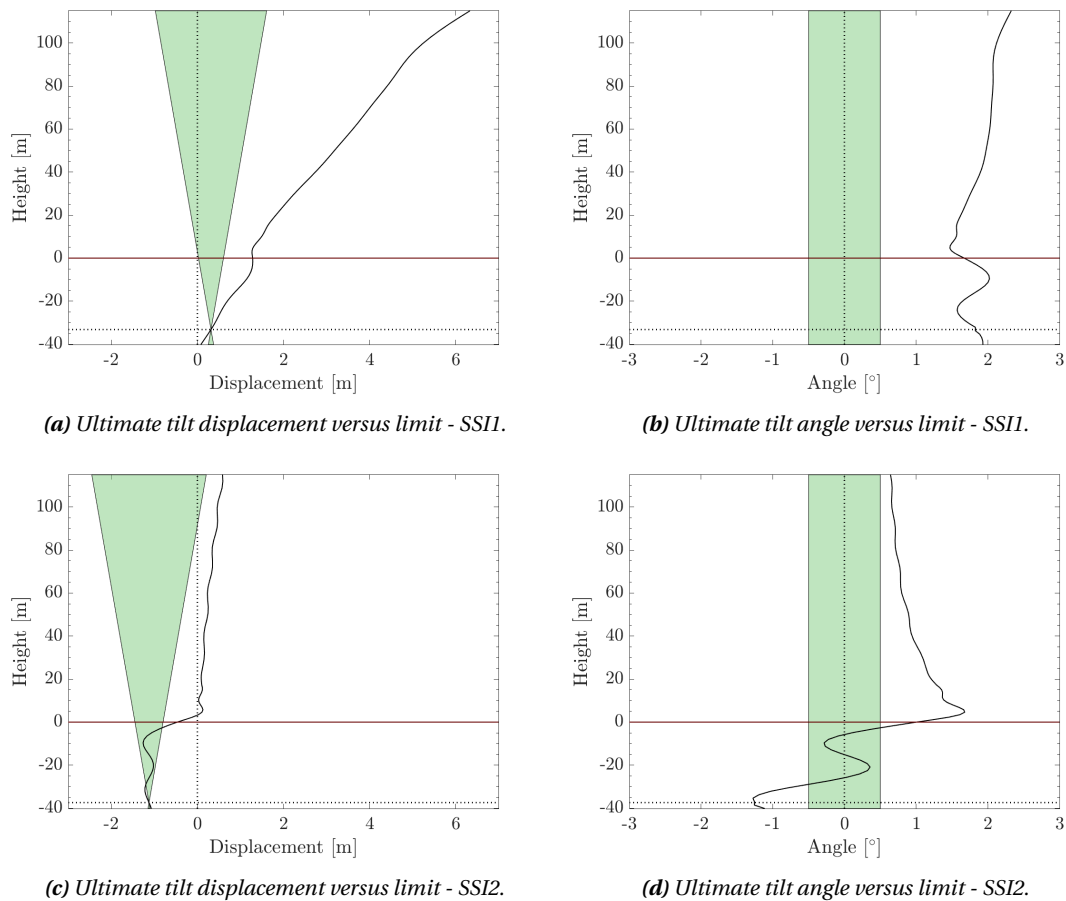 100
80
60
40
20
0
-20
-40
Height [m]
-2 0 2 4 6
Displacement [m]
(a) Ultimate tilt displacement versus limit - SSI1.
100
80
60
40
20
0
-20
-40
Height [m]
-3 -2 -1 0 1 2 3
Angle [°]
(b) Ultimate tilt angle versus limit - SSI1.
100
80
60
40
20
0
-20
-40
Height [m]
-2 0 2 4 6
Displacement [m]
(c) Ultimate tilt displacement versus limit - SSI2.
100
80
60
40
20
0
-20
-40
Height [m]
-3 -2 -1 0 1 2 3
Angle [°]
(d) Ultimate tilt angle versus limit - SSI2.